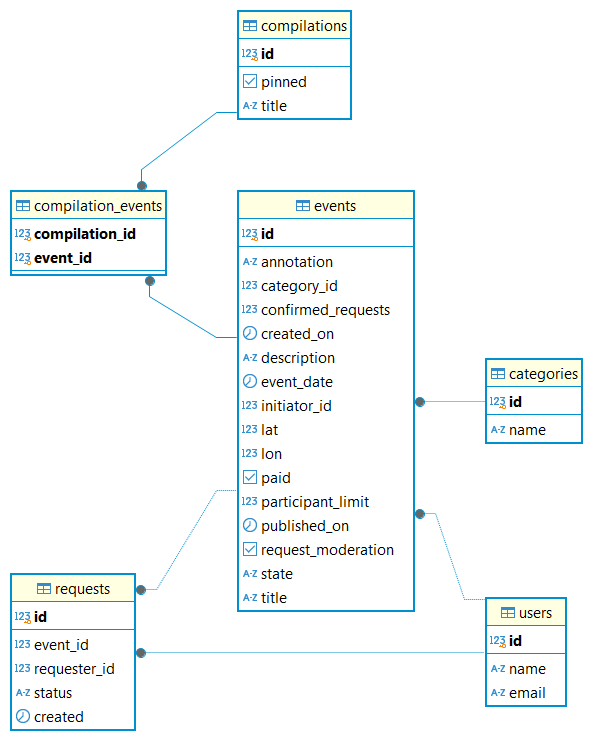 compilations
123 id
pinned
A-Z title
compilation_events
123 compilation_id
123 event_id
events
123 id
A-Z annotation
123 category_id
123 confirmed_requests
created_on
A-Z description
event_date
123 initiator_id
123 lat
123 lon
paid
123 participant_limit
published_on
request_moderation
A-Z state
A-Z title
categories
123 id
A-Z name
requests
123 id
123 event_id
123 requester_id
A-Z status
created
users
123 id
A-Z name
A-Z email